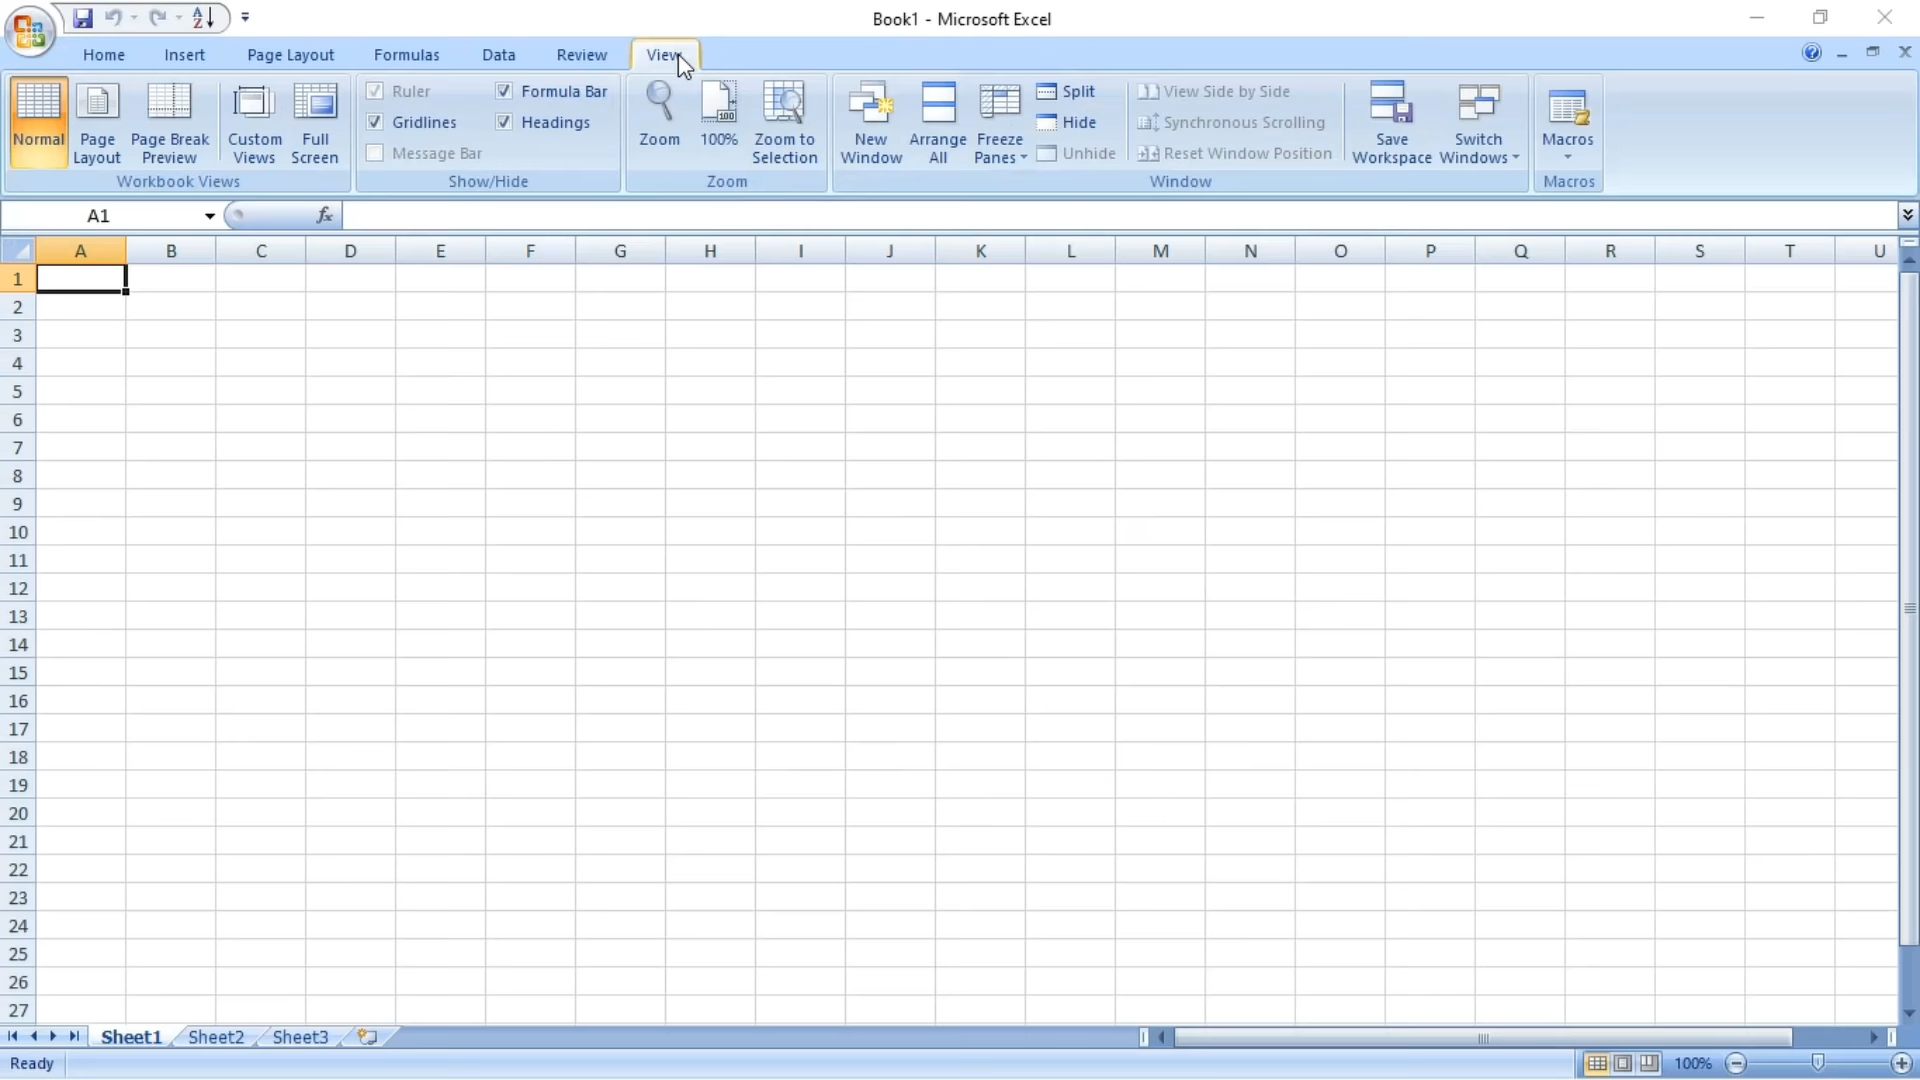 Book1 - Microsoft Excel
Home Insert Page Layout Formulas Data Review View
Normal
Page Layout
Page Break Preview
Custom Views
Full Screen
Workbook Views
Ruler
Formula Bar
Gridlines
Headings
Message Bar
Show/Hide
Zoom
100
100%
Zoom to Selection
Zoom
New Window
Arrange All
Freeze Panes
Split
Hide
Unhide
View Side by Side
Synchronous Scrolling
Reset Window Position
Save Workspace
Switch Windows
Window
Macros
Macros
A1
fx
A B C D E F G H I J K L M N O P Q R S T U
1
2
3
4
5
6
7
8
9
10
11
12
13
14
15
16
17
18
19
20
21
22
23
24
25
26
27
Sheet1 Sheet2 Sheet3
Ready
100%